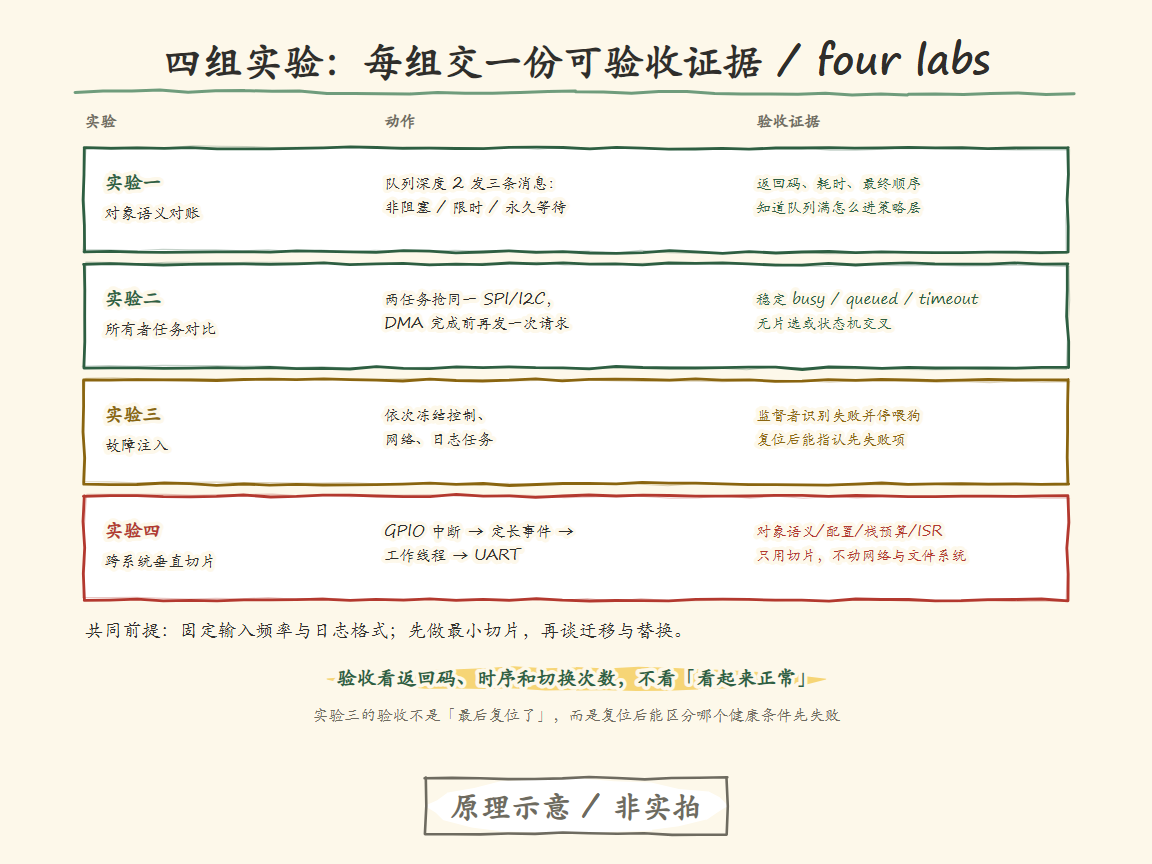 四组实验：每组交一份可验收证据 / four labs
实验 动作 验收证据
实验一
对象语义对账
队列深度 2 发三条消息：
非阻塞 / 限时 / 永久等待
返回码、耗时、最终顺序
知道队列满怎么进策略层
实验二
所有者任务对比
两任务抢同一 SPI/I2C，
DMA 完成前再发一次请求
稳定 busy / queued / timeout
无片选或状态机交叉
实验三
故障注入
依次冻结控制、
网络、日志任务
监督者识别失败并停喂狗
复位后能指认先失败项
实验四
跨系统垂直切片
GPIO 中断 → 定长事件 →
工作线程 → UART
对象语义/配置/栈预算/ISR
只用切片，不动网络与文件系统
共同前提：固定输入频率与日志格式；先做最小切片，再谈迁移与替换。
验收看返回码、时序和切换次数，不看「看起来正常」
实验三的验收不是「最后复位了」，而是复位后能区分哪个健康条件先失败
原理示意 / 非实拍